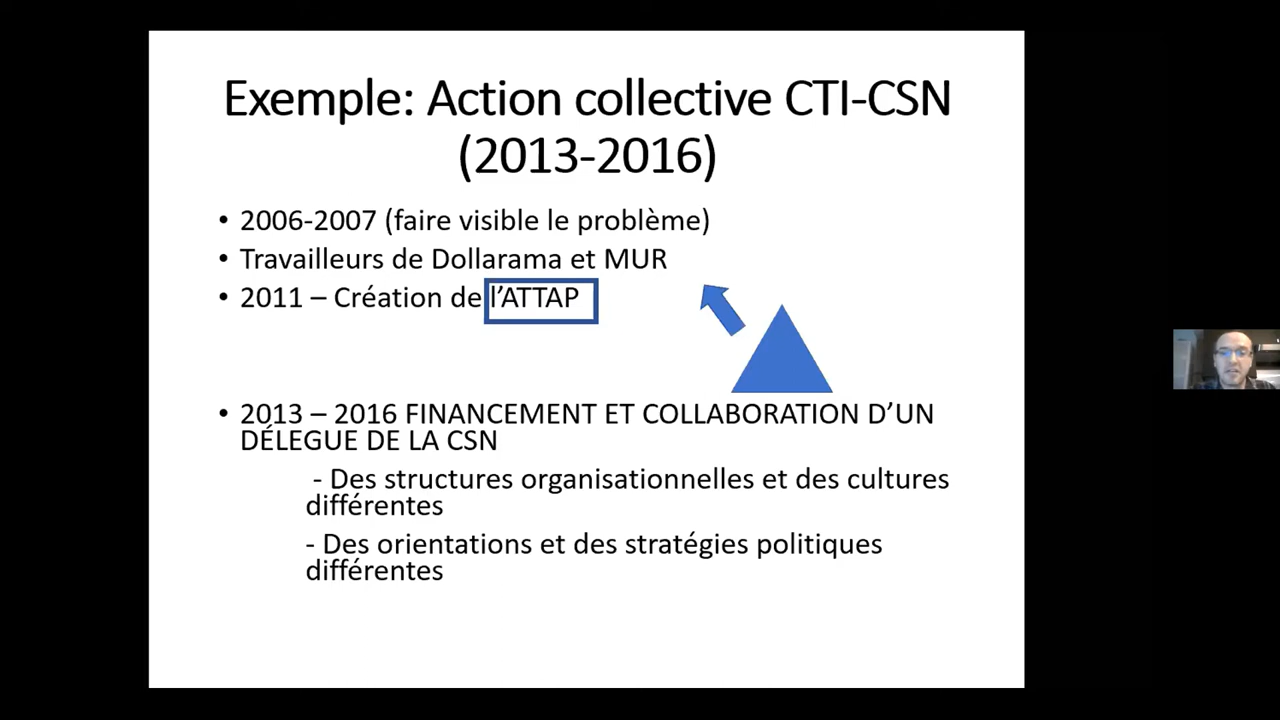 Exemple: Action collective CTI-CSN
(2013-2016)
• 2006-2007 (faire visible le problème)
• Travailleurs de Dollarama et MUR
• 2011 – Création de l’ATTAP
• 2013 – 2016 FINANCEMENT ET COLLABORATION D’UN
DÉLEGUE DE LA CSN
- Des structures organisationnelles et des cultures
différentes
- Des orientations et des stratégies politiques
différentes